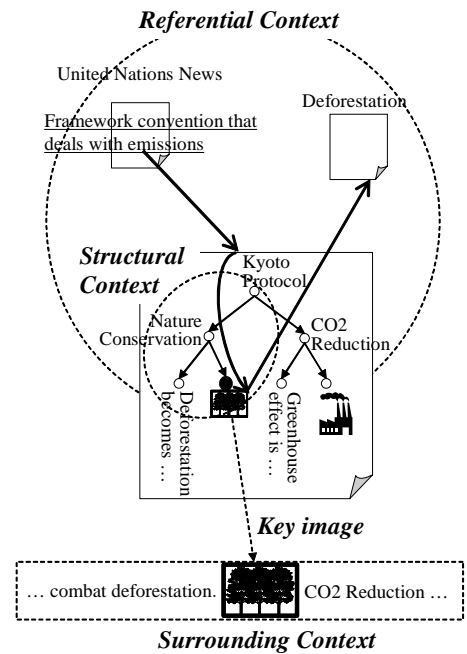 Referential Context
United Nations News
Deforestation
Framework convention that
deals with emissions
Structural
Context
Kyoto
Protocol
Nature
Conservation
CO2
Reduction
Deforestation
becomes …
Greenhouse
effect is …
Key image
… combat deforestation.
CO2 Reduction …
Surrounding Context